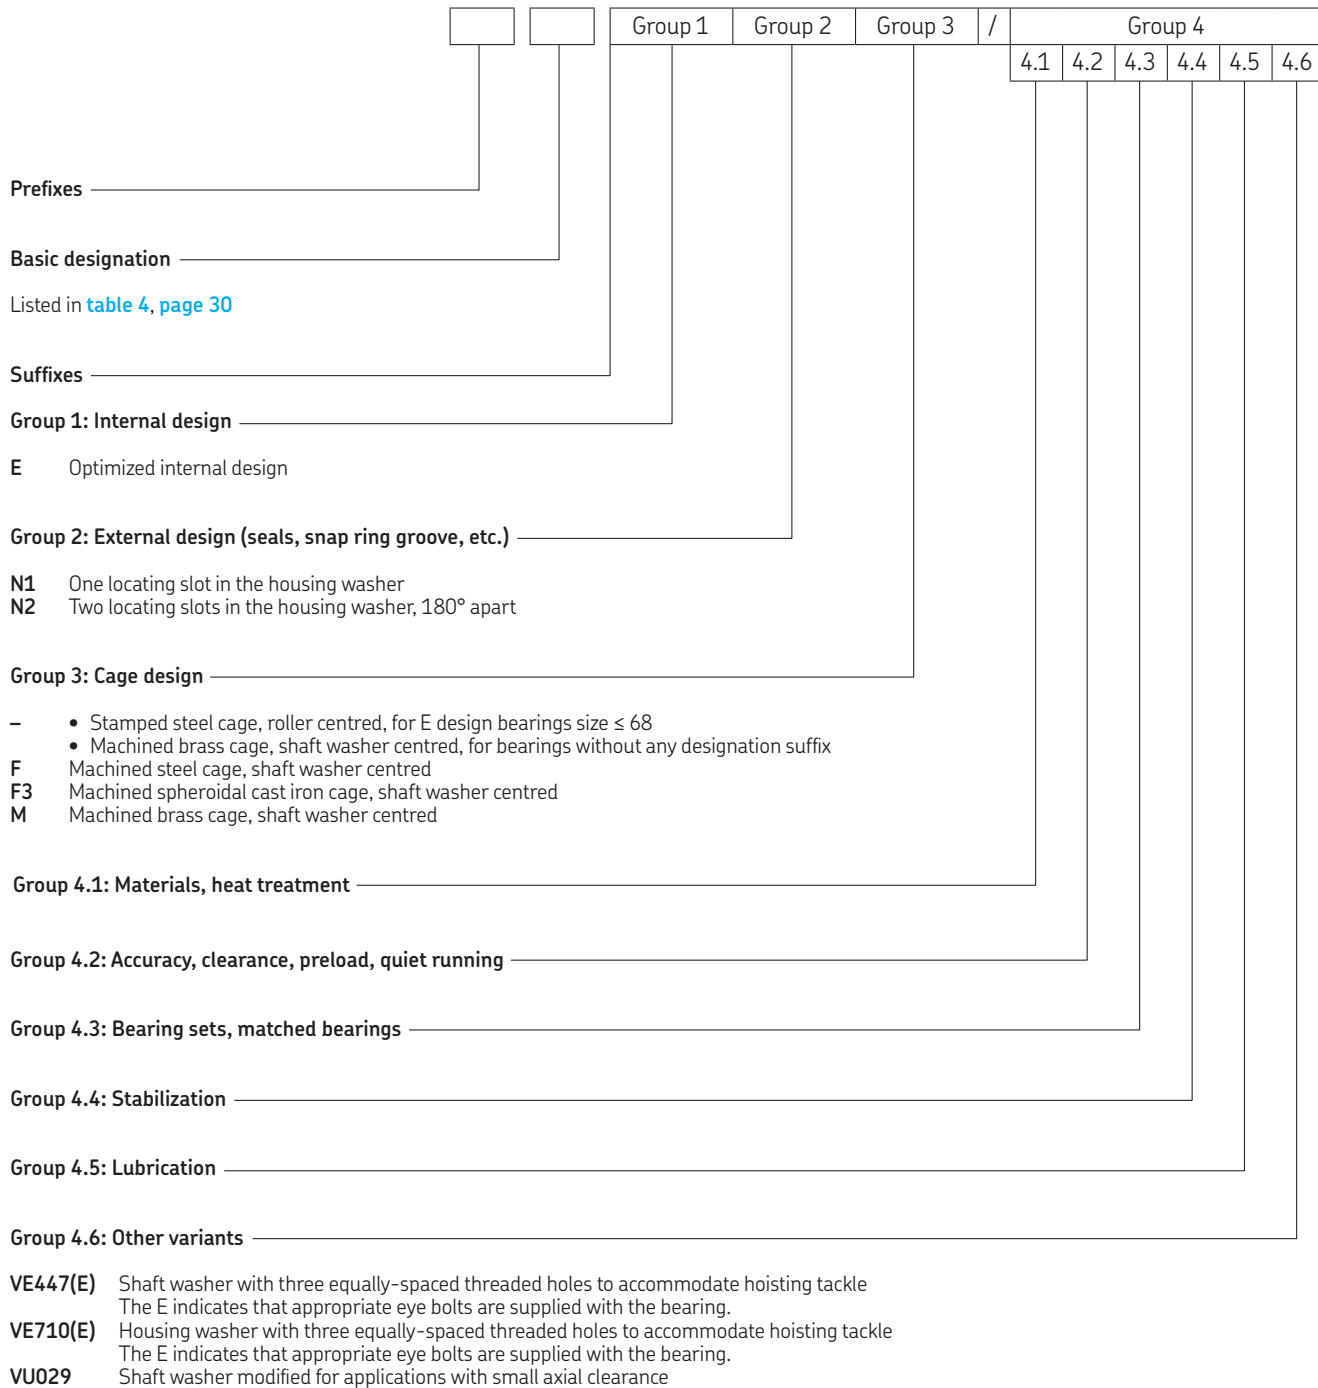 Group 1 Group 2 Group 3 / Group 4
4.1 4.2 4.3 4.4 4.5 4.6
Prefixes
Basic designation
Listed in table 4, page 30
Suffixes
Group 1: Internal design
E Optimized internal design
Group 2: External design (seals, snap ring groove, etc.)
N1 One locating slot in the housing washer
N2 Two locating slots in the housing washer, 180° apart
Group 3: Cage design
– • Stamped steel cage, roller centred, for E design bearings size ≤ 68
• Machined brass cage, shaft washer centred, for bearings without any designation suffix
F Machined steel cage, shaft washer centred
F3 Machined spheroidal cast iron cage, shaft washer centred
M Machined brass cage, shaft washer centred
Group 4.1: Materials, heat treatment
Group 4.2: Accuracy, clearance, preload, quiet running
Group 4.3: Bearing sets, matched bearings
Group 4.4: Stabilization
Group 4.5: Lubrication
Group 4.6: Other variants
VE447(E) Shaft washer with three equally-spaced threaded holes to accommodate hoisting tackle
The E indicates that appropriate eye bolts are supplied with the bearing.
VE710(E) Housing washer with three equally-spaced threaded holes to accommodate hoisting tackle
The E indicates that appropriate eye bolts are supplied with the bearing.
VU029 Shaft washer modified for applications with small axial clearance